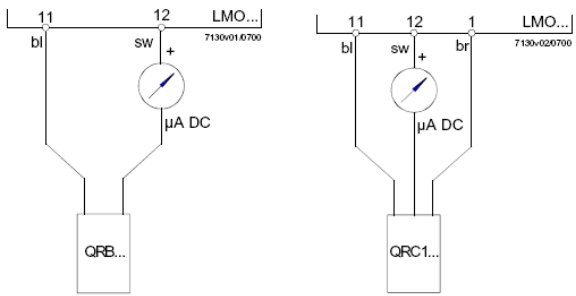 11 12 LMO...
7130v01/0700
bl sw +
µA DC
QRB...
11 12 1 LMO...
7130v02/0700
bl sw + br
µA DC
QRC1...